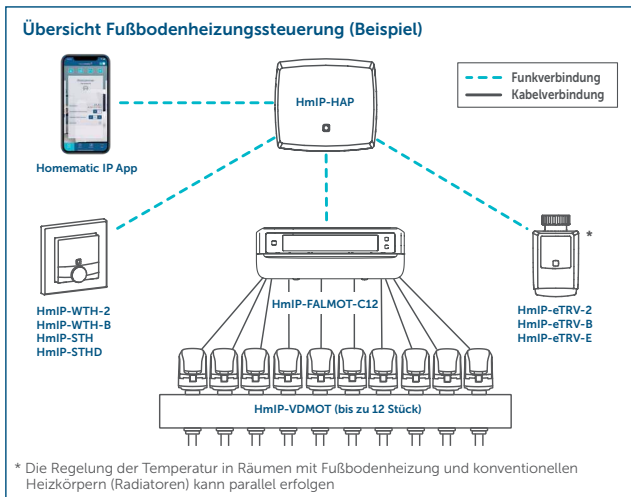 Übersicht Fußbodenheizungssteuerung (Beispiel)
HmIP-HAP
Funkverbindung
Kabelverbindung
Homematic IP App
HmIP-WTH-2
HmIP-WTH-B
HmIP-STH
HmIP-STHD
HmIP-FALMOT-C12
*
HmIP-eTRV-2
HmIP-eTRV-B
HmIP-eTRV-E
HmIP-VDMOT (bis zu 12 Stück)
* Die Regelung der Temperatur in Räumen mit Fußbodenheizung und konventionellen
Heizkörpern (Radiatoren) kann parallel erfolgen